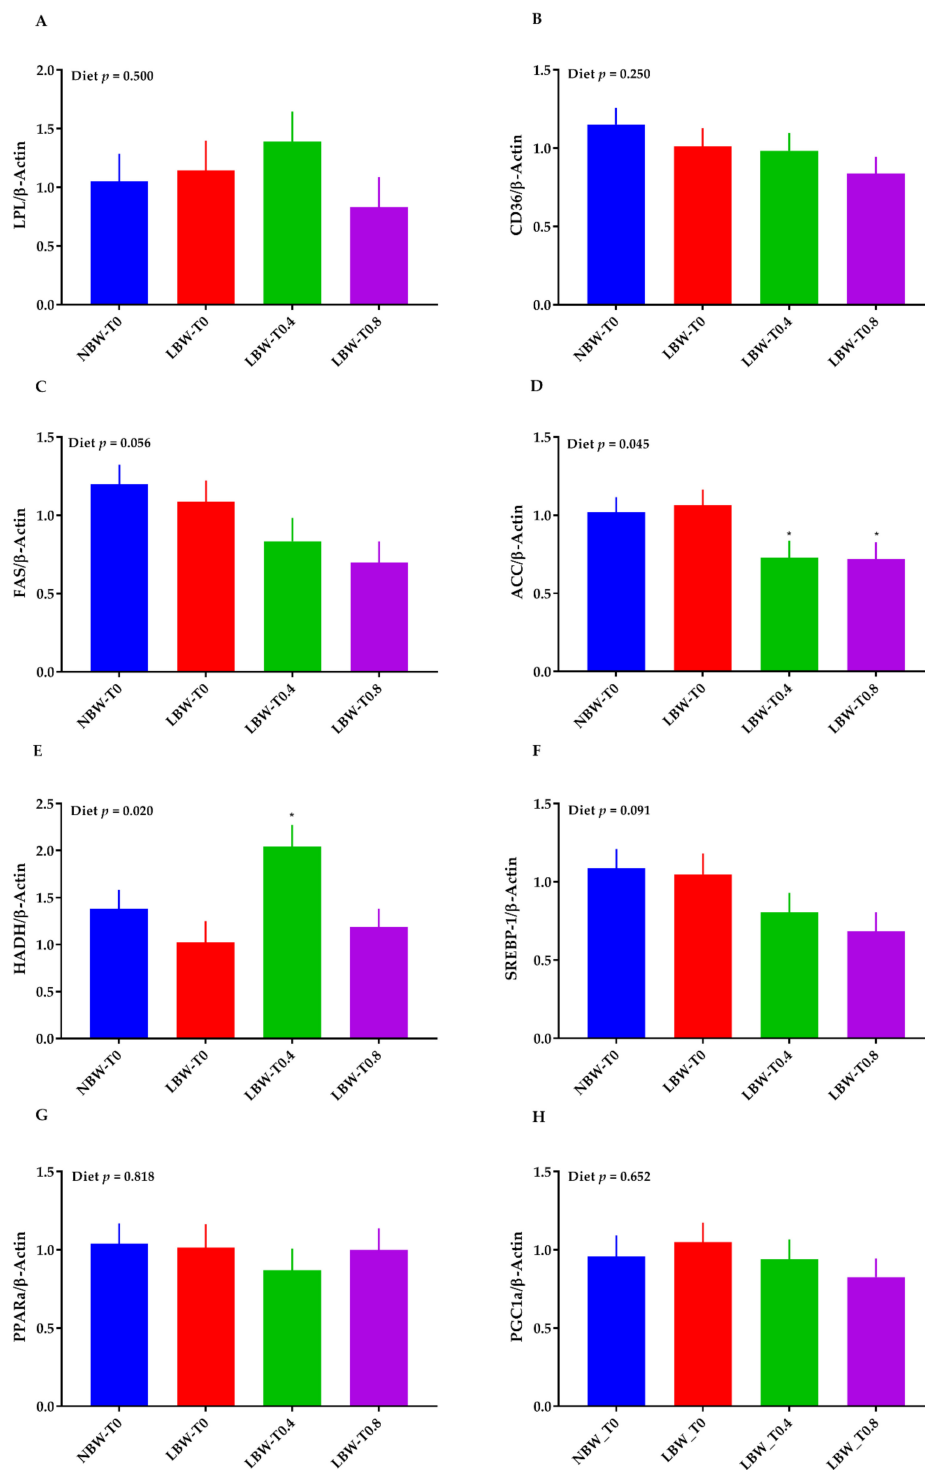 A
Diet p = 0.500
LPL/β-Actin
2.0
1.5
1.0
0.5
0.0
NBW-T0
LBW-T0
LBW-T0.4
LBW-T0.8
B
Diet p = 0.250
CD36/β-Actin
1.5
1.0
0.5
0.0
NBW-T0
LBW-T0
LBW-T0.4
LBW-T0.8
C
Diet p = 0.056
FAS/β-Actin
1.5
1.0
0.5
0.0
NBW-T0
LBW-T0
LBW-T0.4
LBW-T0.8
D
Diet p = 0.045
ACC/β-Actin
1.5
1.0
0.5
0.0
*
*
NBW-T0
LBW-T0
LBW-T0.4
LBW-T0.8
E
Diet p = 0.020
HADH/β-Actin
2.5
2.0
1.5
1.0
0.5
0.0
*
NBW-T0
LBW-T0
LBW-T0.4
LBW-T0.8
F
Diet p = 0.091
SREBP-1/β-Actin
1.5
1.0
0.5
0.0
NBW-T0
LBW-T0
LBW-T0.4
LBW-T0.8
G
Diet p = 0.818
PPARa/β-Actin
1.5
1.0
0.5
0.0
NBW-T0
LBW-T0
LBW-T0.4
LBW-T0.8
H
Diet p = 0.652
PGC1a/β-Actin
1.5
1.0
0.5
0.0
NBW_T0
LBW_T0
LBW_T0.4
LBW_T0.8